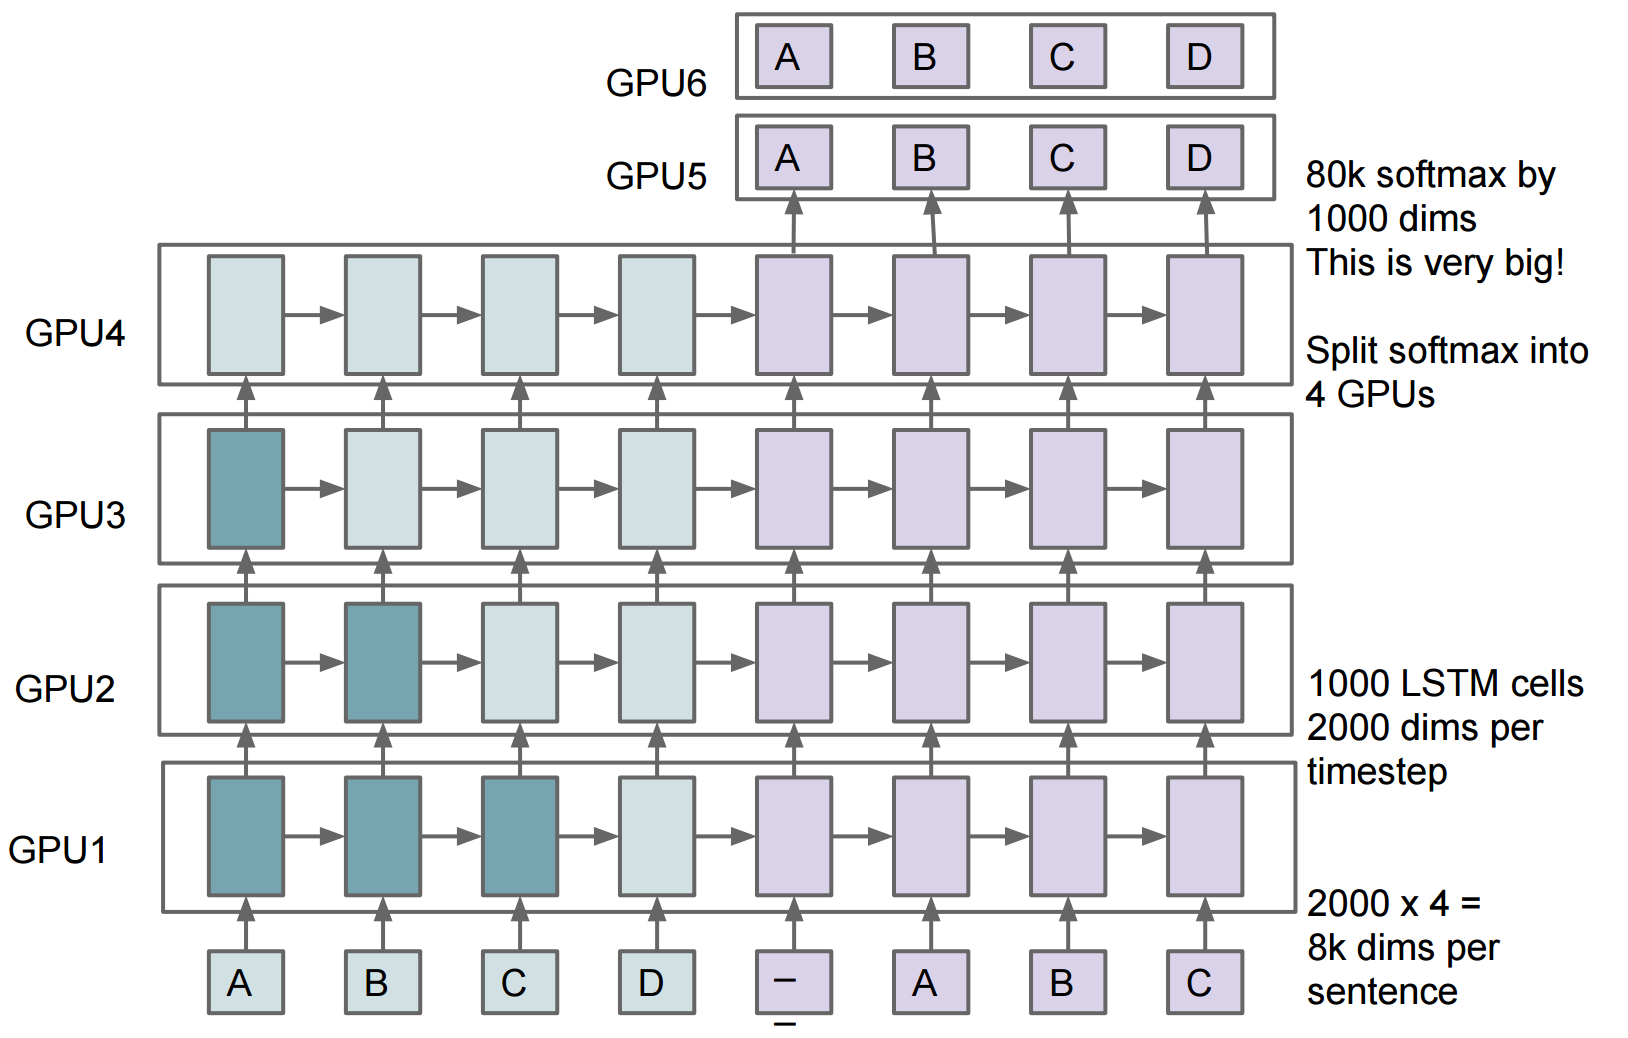 GPU6
A B C D
GPU5
A B C D
80k softmax by
1000 dims
This is very big!
Split softmax into
4 GPUs
GPU4
GPU3
GPU2
1000 LSTM cells
2000 dims per
timestep
GPU1
2000 x 4 =
8k dims per
sentence
A B C D _ A B C
_